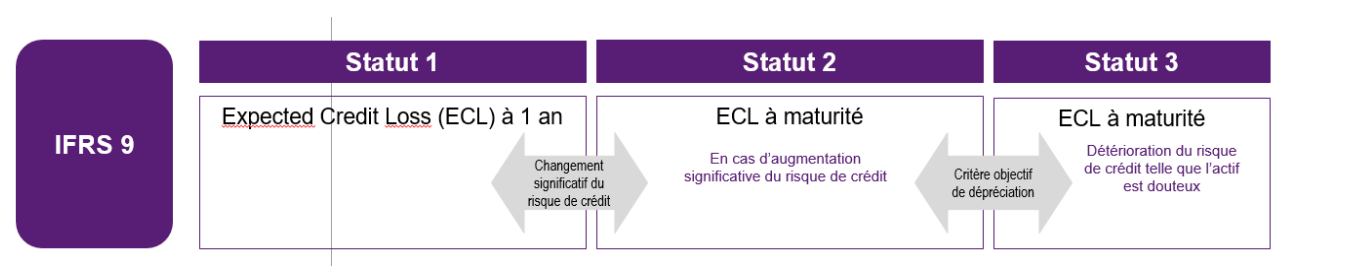 IFRS 9
Statut 1
Statut 2
Statut 3
Expected Credit Loss (ECL) à 1 an
Changement
significatif du
risque de crédit
ECL à maturité
En cas d’augmentation
significative du risque de crédit
Critère objectif
de dépréciation
ECL à maturité
Détérioration du risque
de crédit telle que l’actif
est douteux